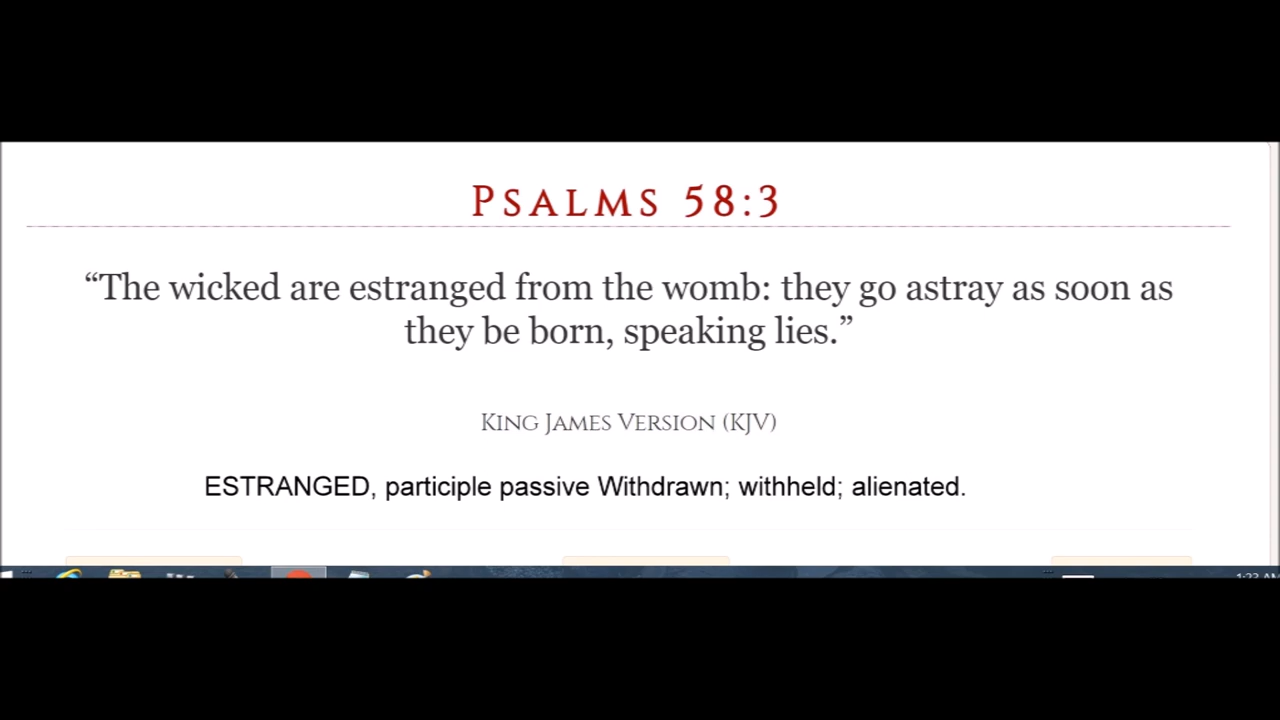 PSALMS 58:3
“The wicked are estranged from the womb: they go astray as soon as
they be born, speaking lies.”
KING JAMES VERSION (KJV)
ESTRANGED, participle passive Withdrawn; withheld; alienated.